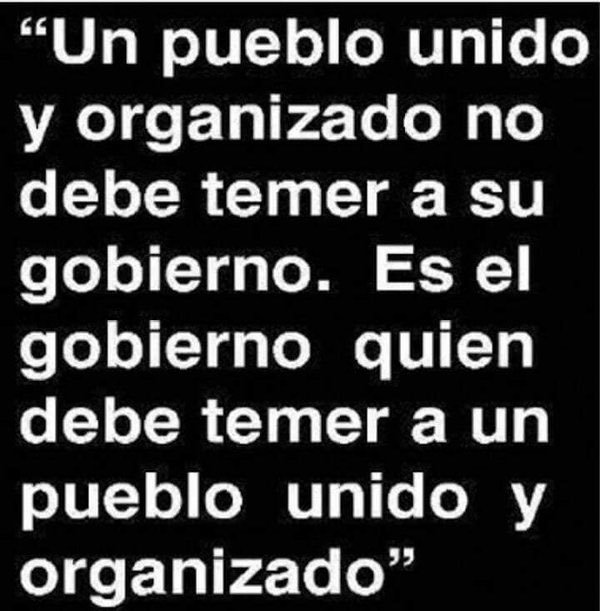 “Un pueblo unido
y organizado no
debe temer a su
gobierno. Es el
gobierno quien
debe temer a un
pueblo unido y
organizado”